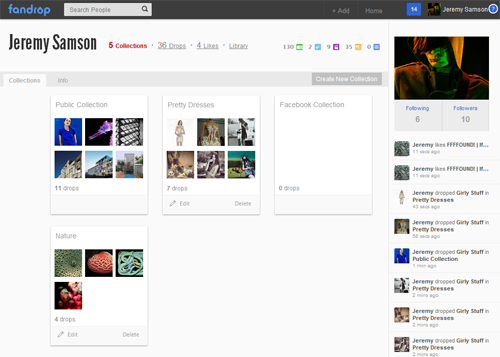 fandrop
Search People
+ Add
Home
14
Jeremy Samson
?
Jeremy Samson
5 Collections • 36 Drops • 4 Likes • Library
130 2 9 35 0
Collections
Info
Create New Collection
Public Collection
11 drops
Pretty Dresses
7 drops
Edit
Delete
Facebook Collection
0 drops
Nature
4 drops
Edit
Delete
Following
6
Followers
10
Jeremy likes FFFFOUND! | If...
11 secs ago
Jeremy likes FFFFOUND! | If...
11 secs ago
Jeremy dropped Girly Stuff in
Pretty Dresses
43 secs ago
Jeremy dropped Girly Stuff in
Pretty Dresses
56 secs ago
Jeremy dropped Girly Stuff in
Public Collection
1 min ago
Jeremy dropped Girly Stuff in
Pretty Dresses
2 mins ago
Jeremy dropped Girly Stuff in
Pretty Dresses
2 mins ago
Jeremy dropped Girly Stuff in
Pretty Dresses
2 mins ago